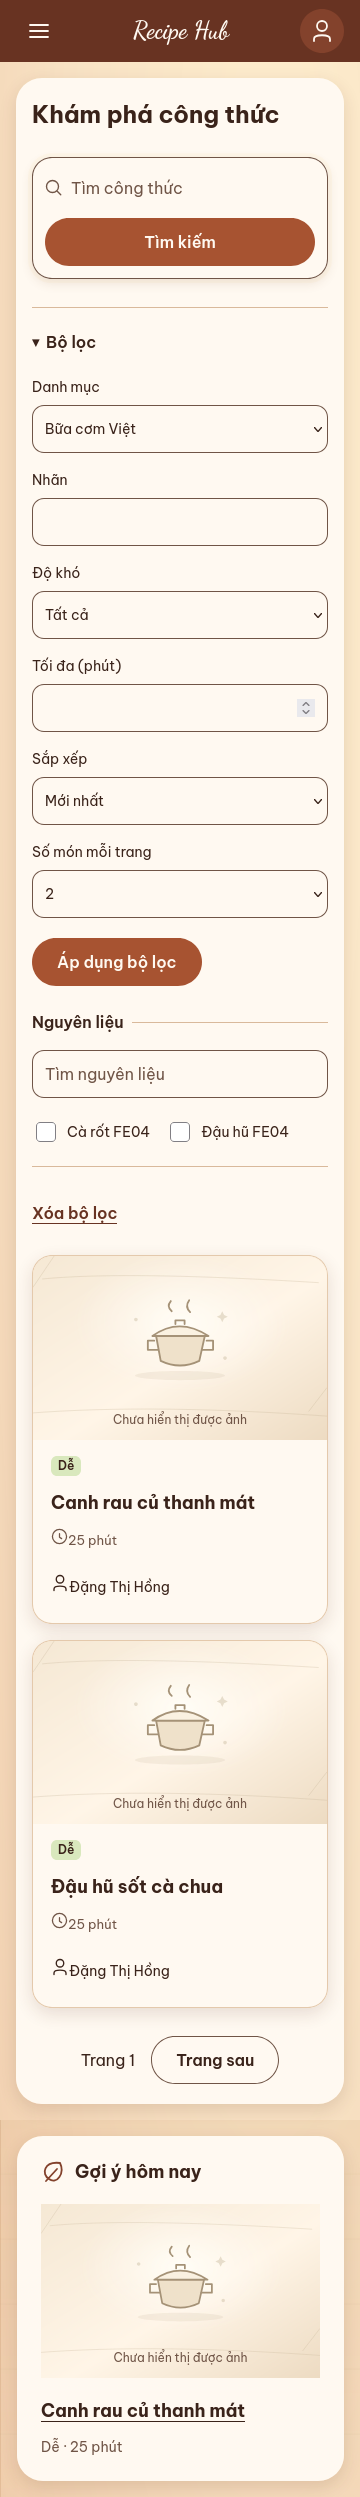 Recipe Hub
Khám phá công thức
Tìm công thức
Tìm kiếm
▾ Bộ lọc
Danh mục
Bữa cơm Việt
Nhãn
Độ khó
Tất cả
Tối đa (phút)
Sắp xếp
Mới nhất
Số món mỗi trang
2
Áp dụng bộ lọc
Nguyên liệu
Tìm nguyên liệu
Cà rốt FE04
Đậu hũ FE04
Xóa bộ lọc
Chưa hiển thị được ảnh
Dễ
Canh rau củ thanh mát
25 phút
Đặng Thị Hồng
Chưa hiển thị được ảnh
Dễ
Đậu hũ sốt cà chua
25 phút
Đặng Thị Hồng
Trang 1
Trang sau
Gợi ý hôm nay
Chưa hiển thị được ảnh
Canh rau củ thanh mát
Dễ · 25 phút